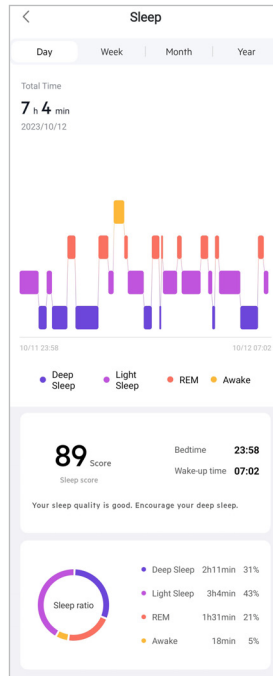 Sleep
Day Week Month Year
Total Time
7 h 4 min
2023/10/12
10/11 23:58 10/12 07:02
Deep Sleep Light Sleep REM Awake
89 Score
Sleep score
Bedtime 23:58
Wake-up time 07:02
Your sleep quality is good. Encourage your deep sleep.
Sleep ratio
Deep Sleep 2h11min 31%
Light Sleep 3h4min 43%
REM 1h31min 21%
Awake 18min 5%